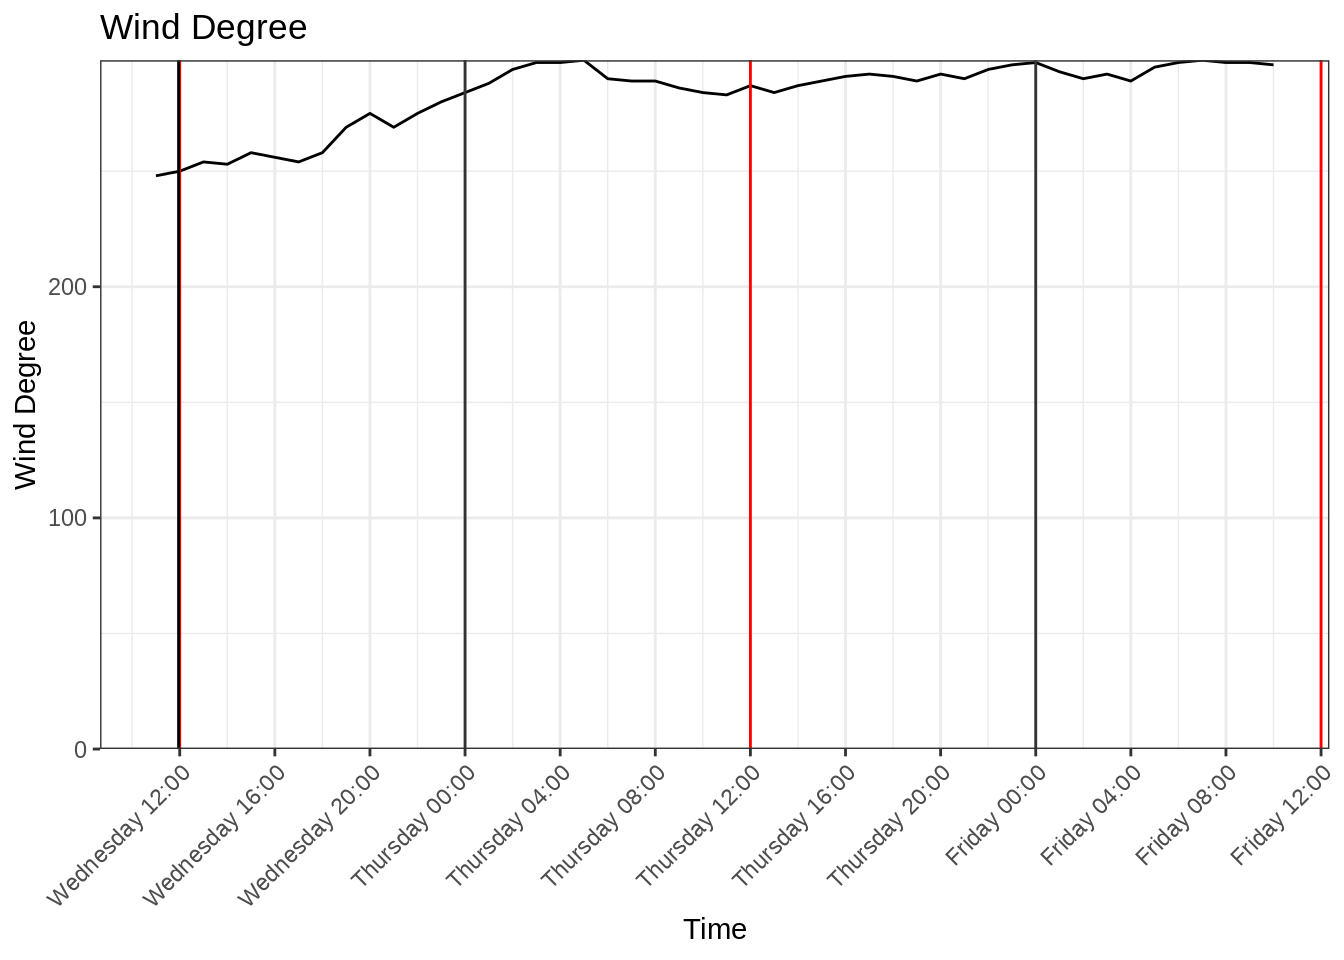 Wind Degree
Wind Degree
200
100
0
Wednesday 12:00
Wednesday 16:00
Wednesday 20:00
Thursday 00:00
Thursday 04:00
Thursday 08:00
Thursday 12:00
Thursday 16:00
Thursday 20:00
Friday 00:00
Friday 04:00
Friday 08:00
Friday 12:00
Time